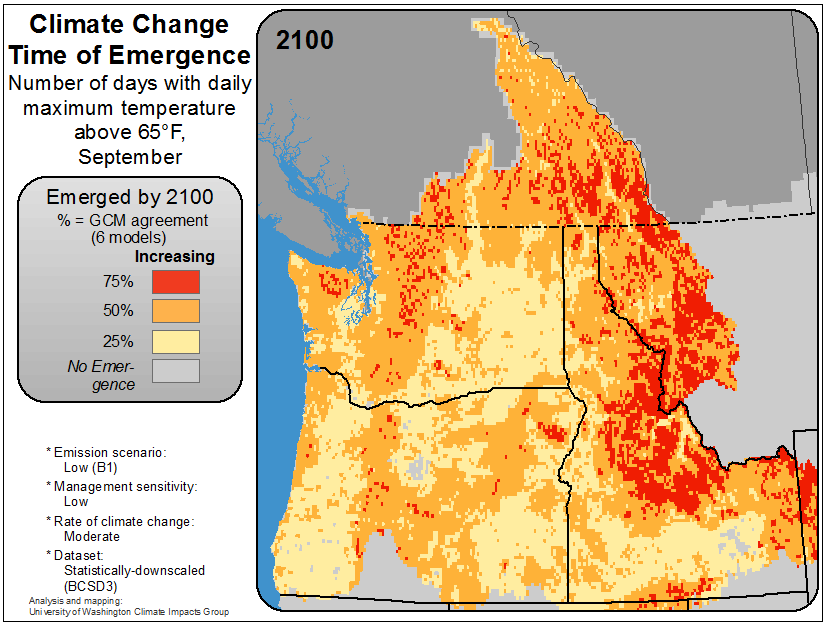 Climate Change
Time of Emergence
Number of days with daily
maximum temperature
above 65°F,
September
2100
Emerged by 2100
% = GCM agreement
(6 models)
Increasing
75%
50%
25%
No Emer-
gence
* Emission scenario:
Low (B1)
* Management sensitivity:
Low
* Rate of climate change:
Moderate
* Dataset:
Statistically-downscaled
(BCSD3)
Analysis and mapping:
University of Washington Climate Impacts Group